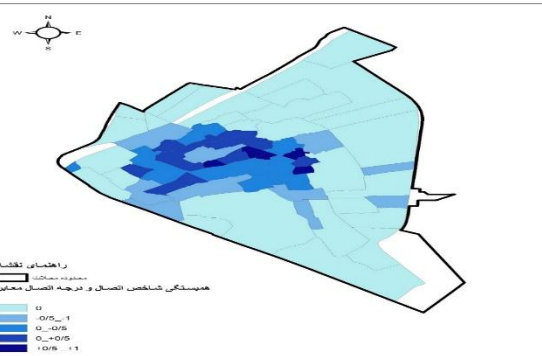 N
W E
S
راهنمای نقشه
محدوده مطالعات
همبستگی شاخص اتصال و درجه اتصال معابر
0
-0/5_-1
0_-0/5
0_+0/5
+0/5_+1